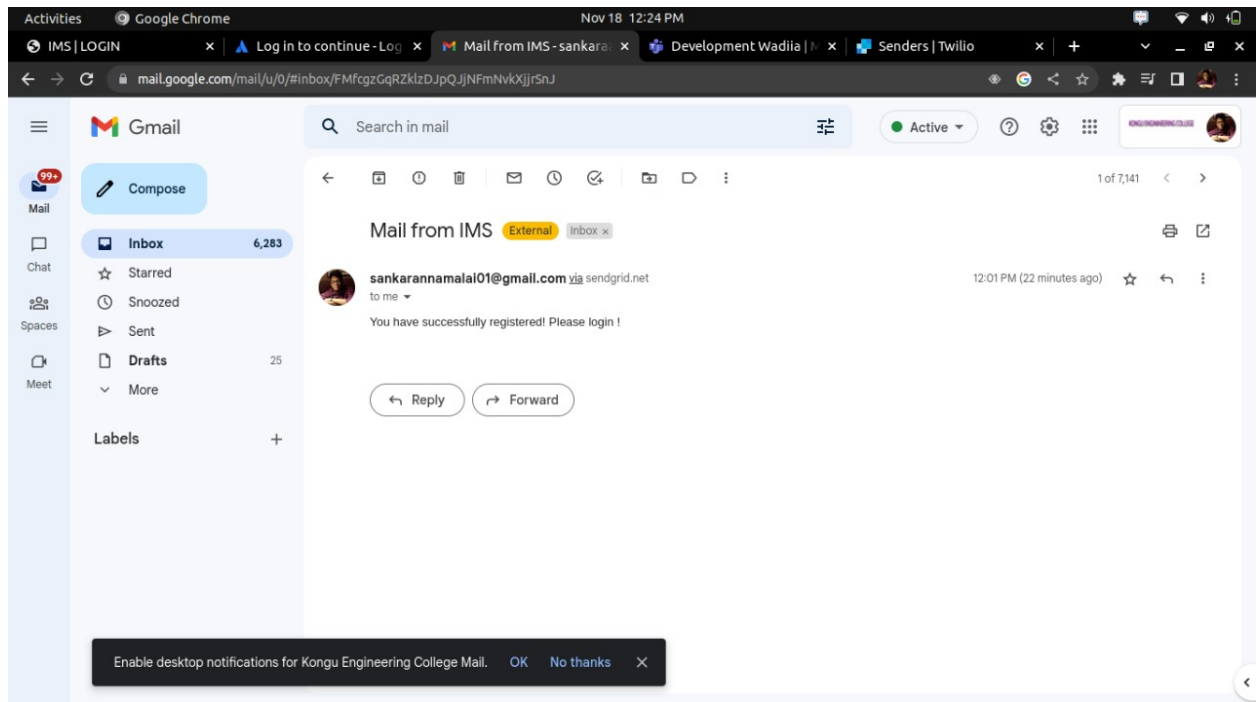 Activities Google Chrome Nov 18 12:24 PM
IMS | LOGIN Log in to continue - Log Mail from IMS - sankara Development Wadiia | M Senders | Twilio
mail.google.com/mail/u/0/#inbox/FMfcgzGqRZklzDJpQJjNFmNvkXjjrSnJ
Gmail Search in mail Active KONGU ENGINEERING COLLEGE
99+
Mail
Compose
1 of 7,141
Chat
Spaces
Meet
Inbox 6,283
Starred
Snoozed
Sent
Drafts 25
More
Labels
Mail from IMS External Inbox x
sankarannamalai01@gmail.com via sendgrid.net 12:01 PM (22 minutes ago)
to me
You have successfully registered! Please login !
Reply Forward
Enable desktop notifications for Kongu Engineering College Mail. OK No thanks